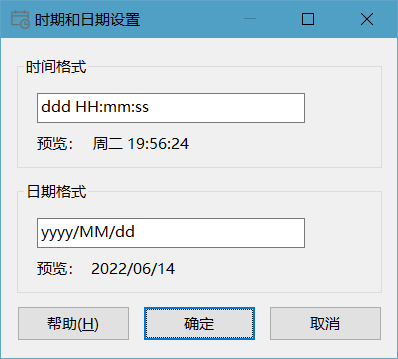 时期和日期设置
时间格式
ddd HH:mm:ss
预览： 周二 19:56:24
日期格式
yyyy/MM/dd
预览： 2022/06/14
帮助(H) 确定 取消